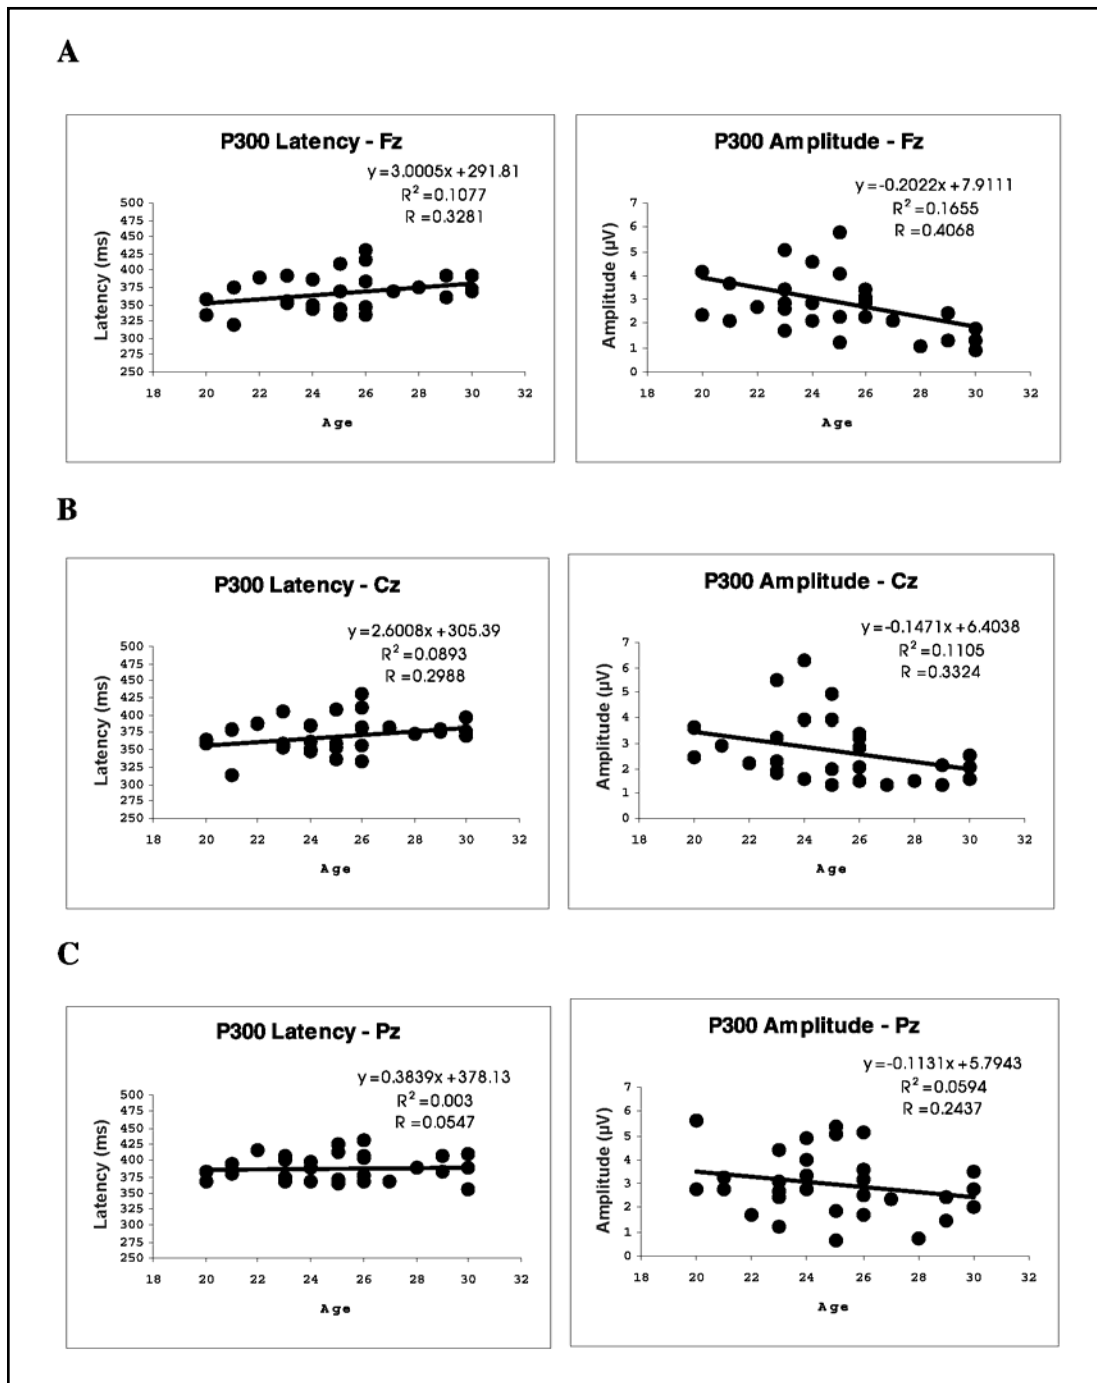 A
P300 Latency - Fz
y=3.0005x+291.81
R²=0.1077
R=0.3281
500
475
450
425
400
375
350
325
300
275
250
Latency (ms)
18 20 22 24 26 28 30 32
Age
P300 Amplitude - Fz
y=-0.2022x+7.9111
R²=0.1655
R=0.4068
7
6
5
4
3
2
1
0
Amplitude (µV)
18 20 22 24 26 28 30 32
Age
B
P300 Latency - Cz
y=2.6008x+305.39
R²=0.0893
R=0.2988
500
475
450
425
400
375
350
325
300
275
250
Latency (ms)
18 20 22 24 26 28 30 32
Age
P300 Amplitude - Cz
y=-0.1471x+6.4038
R²=0.1105
R=0.3324
7
6
5
4
3
2
1
0
Amplitude (µV)
18 20 22 24 26 28 30 32
Age
C
P300 Latency - Pz
y=0.3839x+378.13
R²=0.003
R=0.0547
500
475
450
425
400
375
350
325
300
275
250
Latency (ms)
18 20 22 24 26 28 30 32
Age
P300 Amplitude - Pz
y=-0.1131x+5.7943
R²=0.0594
R=0.2437
7
6
5
4
3
2
1
0
Amplitude (µV)
18 20 22 24 26 28 30 32
Age